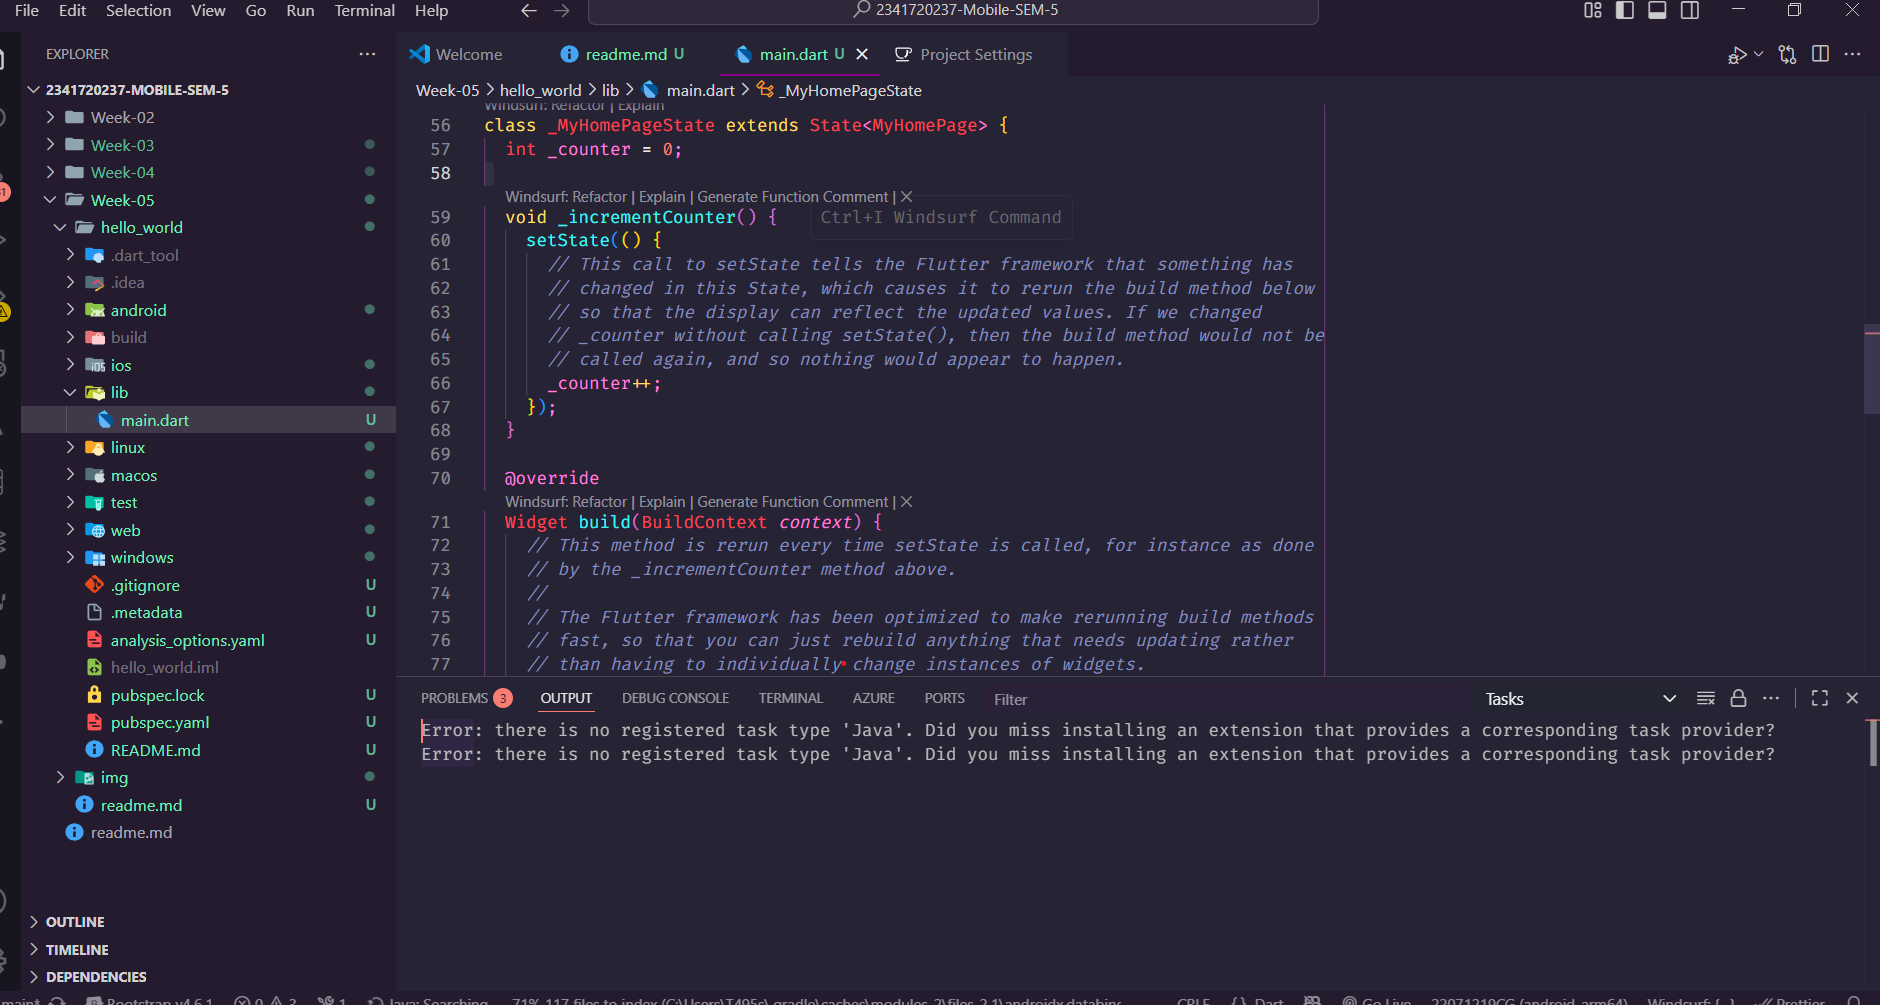 File Edit Selection View Go Run Terminal Help
2341720237-Mobile-SEM-5
EXPLORER
2341720237-MOBILE-SEM-5
Week-02
Week-03
Week-04
Week-05
hello_world
.dart_tool
.idea
android
build
ios
lib
main.dart U
linux
macos
test
web
windows
.gitignore U
.metadata U
analysis_options.yaml U
hello_world.iml
pubspec.lock U
pubspec.yaml U
README.md U
img
readme.md U
readme.md
OUTLINE
TIMELINE
DEPENDENCIES
Welcome
readme.md U
main.dart U
Project Settings
Week-05 > hello_world > lib > main.dart > _MyHomePageState
Windsurf: Refactor | Explain
56 class _MyHomePageState extends State<MyHomePage> {
57 int _counter = 0;
58
Windsurf: Refactor | Explain | Generate Function Comment | X
59 void _incrementCounter() {
Ctrl+I Windsurf Command
60 setState(() {
61 // This call to setState tells the Flutter framework that something has
62 // changed in this State, which causes it to rerun the build method below
63 // so that the display can reflect the updated values. If we changed
64 // _counter without calling setState(), then the build method would not be
65 // called again, and so nothing would appear to happen.
66 _counter++;
67 });
68 }
69
70 @override
Windsurf: Refactor | Explain | Generate Function Comment | X
71 Widget build(BuildContext context) {
72 // This method is rerun every time setState is called, for instance as done
73 // by the _incrementCounter method above.
74 //
75 // The Flutter framework has been optimized to make rerunning build methods
76 // fast, so that you can just rebuild anything that needs updating rather
77 // than having to individually change instances of widgets.
PROBLEMS 3 OUTPUT DEBUG CONSOLE TERMINAL AZURE PORTS Filter Tasks
Error: there is no registered task type 'Java'. Did you miss installing an extension that provides a corresponding task provider?
Error: there is no registered task type 'Java'. Did you miss installing an extension that provides a corresponding task provider?
main* Bootstrap v4.6.1 0 3 1 Java: Searching... 71% 117 files to index (C:\Users\T495s\.gradle\caches\modules-2\files-2.1\androidx.databin CRLF {} Dart Go Live 22071219CG (android-arm64) Windsurf: {...} Prettier